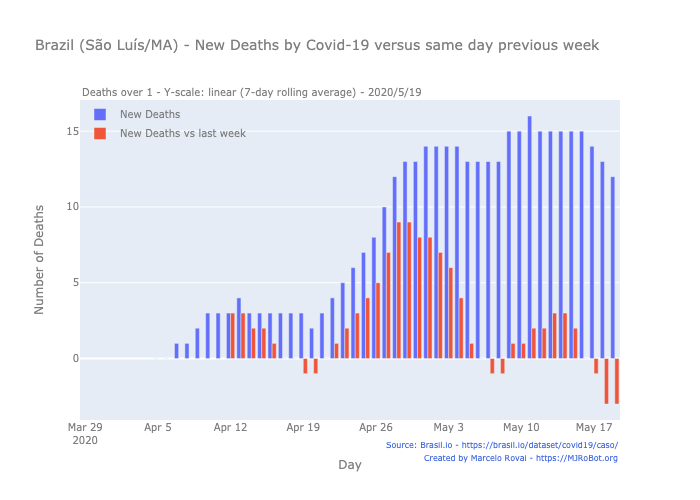 Brazil (São Luís/MA) - New Deaths by Covid-19 versus same day previous week
Deaths over 1 - Y-scale: linear (7-day rolling average) - 2020/5/19
New Deaths
New Deaths vs last week
15
10
5
0
Number of Deaths
Mar 29 Apr 5 Apr 12 Apr 19 Apr 26 May 3 May 10 May 17
2020
Source: Brasil.io - https://brasil.io/dataset/covid19/caso/
Created by Marcelo Rovai - https://MJRoBot.org
Day